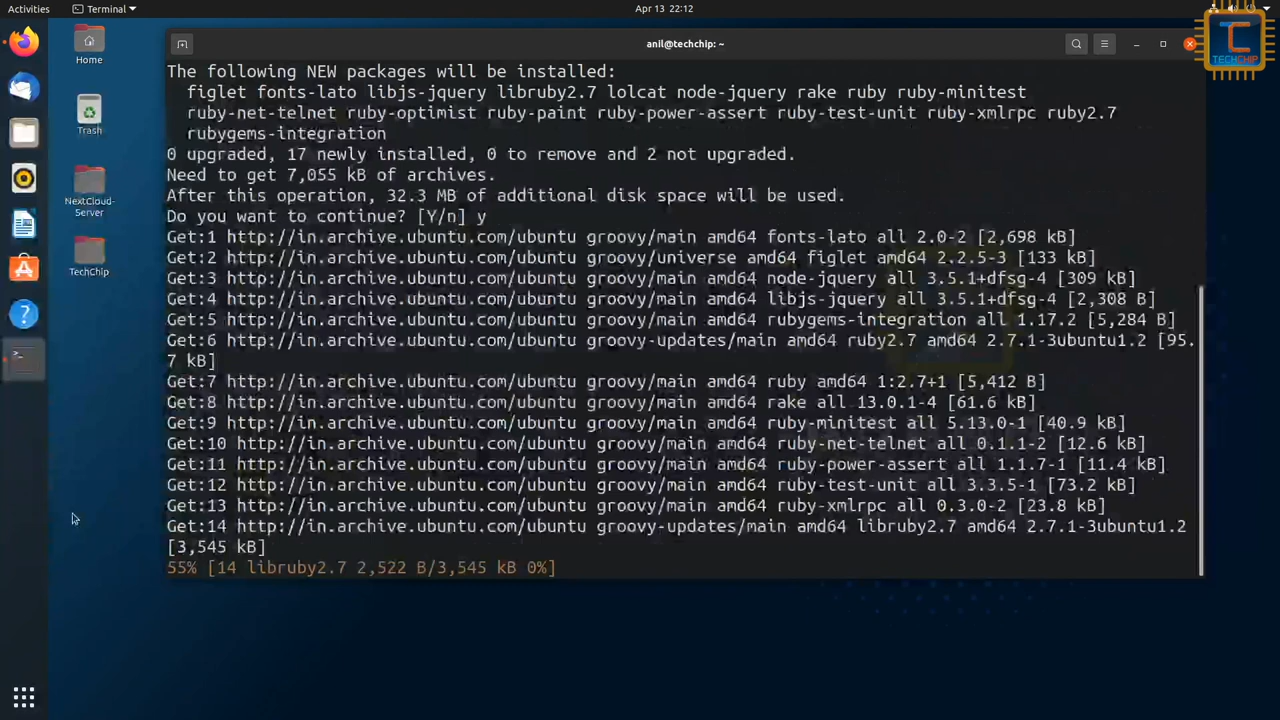 Activities
Terminal
Apr 13 22:12
anil@techchip: ~
TECHCHIP
Home
Trash
NextCloud-
Server
TechChip
The following NEW packages will be installed:
figlet fonts-lato libjs-jquery libruby2.7 lolcat node-jquery rake ruby ruby-minitest
ruby-net-telnet ruby-optimist ruby-paint ruby-power-assert ruby-test-unit ruby-xmlrpc ruby2.7
rubygems-integration
0 upgraded, 17 newly installed, 0 to remove and 2 not upgraded.
Need to get 7,055 kB of archives.
After this operation, 32.3 MB of additional disk space will be used.
Do you want to continue? [Y/n] y
Get:1 http://in.archive.ubuntu.com/ubuntu groovy/main amd64 fonts-lato all 2.0-2 [2,698 kB]
Get:2 http://in.archive.ubuntu.com/ubuntu groovy/universe amd64 figlet amd64 2.2.5-3 [133 kB]
Get:3 http://in.archive.ubuntu.com/ubuntu groovy/main amd64 node-jquery all 3.5.1+dfsg-4 [309 kB]
Get:4 http://in.archive.ubuntu.com/ubuntu groovy/main amd64 libjs-jquery all 3.5.1+dfsg-4 [2,308 B]
Get:5 http://in.archive.ubuntu.com/ubuntu groovy/main amd64 rubygems-integration all 1.17.2 [5,284 B]
Get:6 http://in.archive.ubuntu.com/ubuntu groovy-updates/main amd64 ruby2.7 amd64 2.7.1-3ubuntu1.2 [95.
7 kB]
Get:7 http://in.archive.ubuntu.com/ubuntu groovy/main amd64 ruby amd64 1:2.7+1 [5,412 B]
Get:8 http://in.archive.ubuntu.com/ubuntu groovy/main amd64 rake all 13.0.1-4 [61.6 kB]
Get:9 http://in.archive.ubuntu.com/ubuntu groovy/main amd64 ruby-minitest all 5.13.0-1 [40.9 kB]
Get:10 http://in.archive.ubuntu.com/ubuntu groovy/main amd64 ruby-net-telnet all 0.1.1-2 [12.6 kB]
Get:11 http://in.archive.ubuntu.com/ubuntu groovy/main amd64 ruby-power-assert all 1.1.7-1 [11.4 kB]
Get:12 http://in.archive.ubuntu.com/ubuntu groovy/main amd64 ruby-test-unit all 3.3.5-1 [73.2 kB]
Get:13 http://in.archive.ubuntu.com/ubuntu groovy/main amd64 ruby-xmlrpc all 0.3.0-2 [23.8 kB]
Get:14 http://in.archive.ubuntu.com/ubuntu groovy-updates/main amd64 libruby2.7 amd64 2.7.1-3ubuntu1.2
[3,545 kB]
55% [14 libruby2.7 2,522 B/3,545 kB 0%]